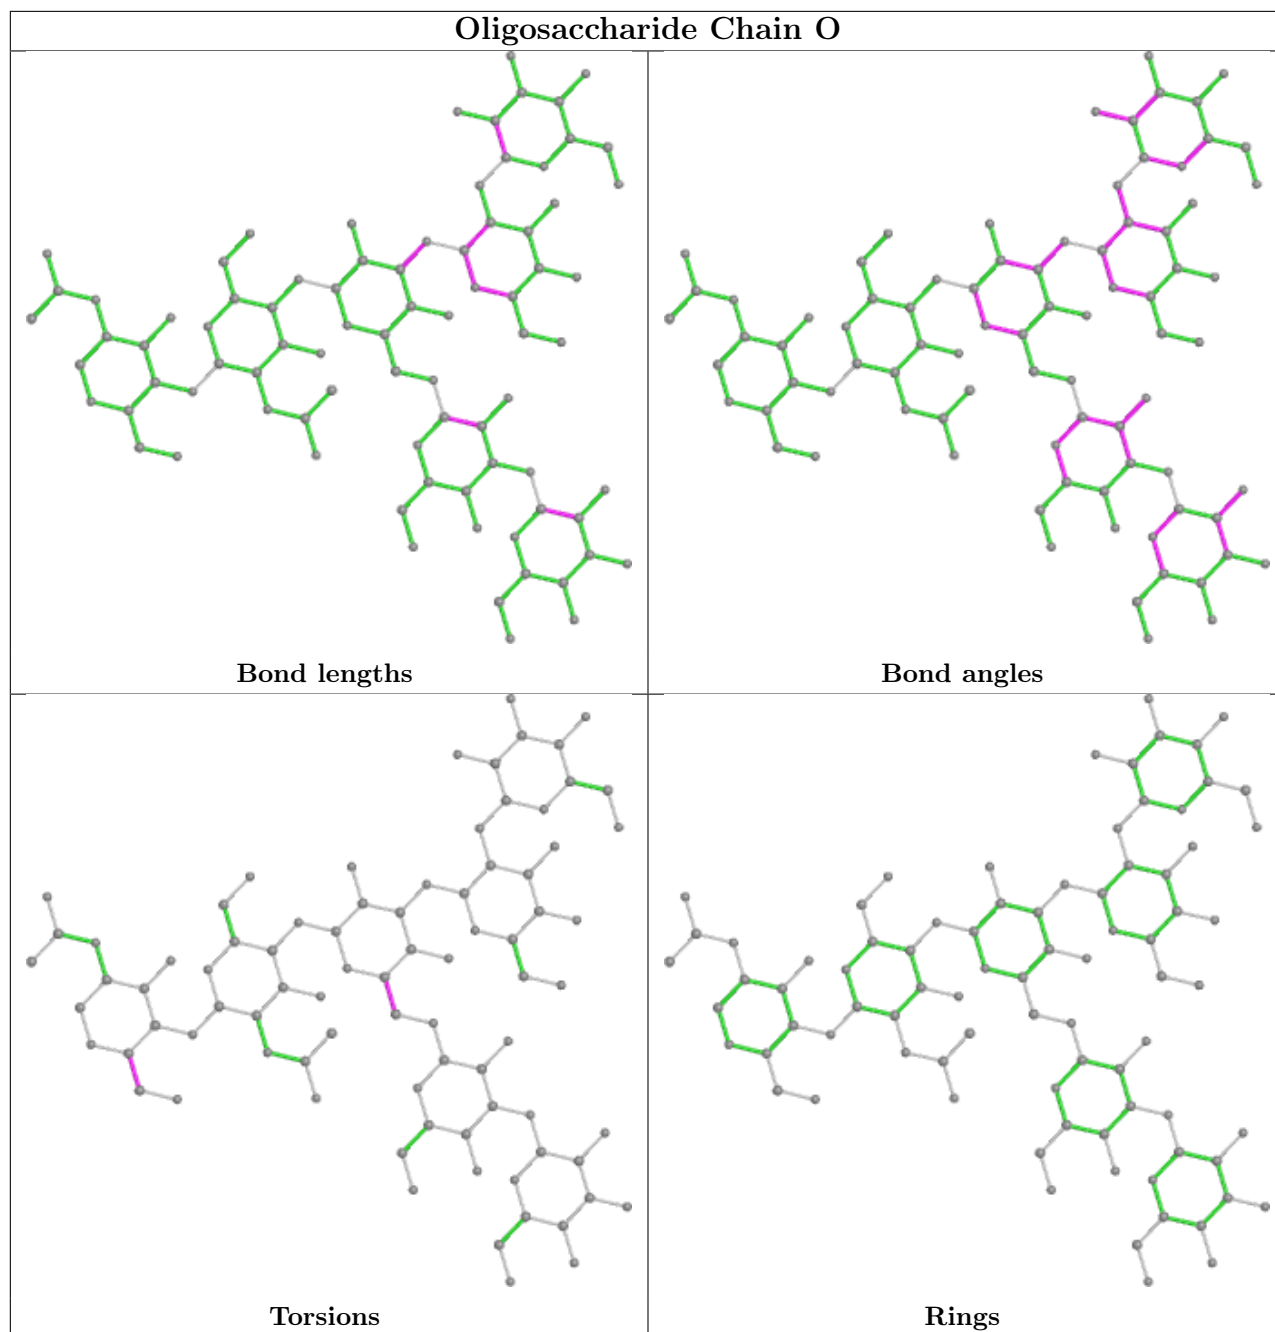 Oligosaccharide Chain O
Bond lengths
Bond angles
Torsions
Rings